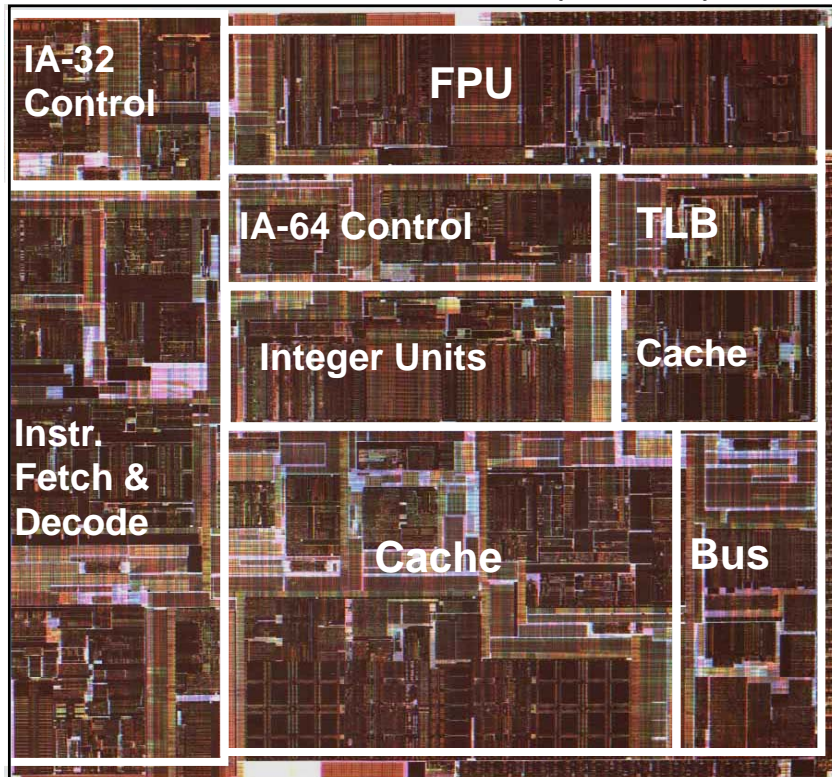 IA-32
Control
FPU
IA-64 Control
TLB
Integer Units
Cache
Instr.
Fetch &
Decode
Cache
Bus